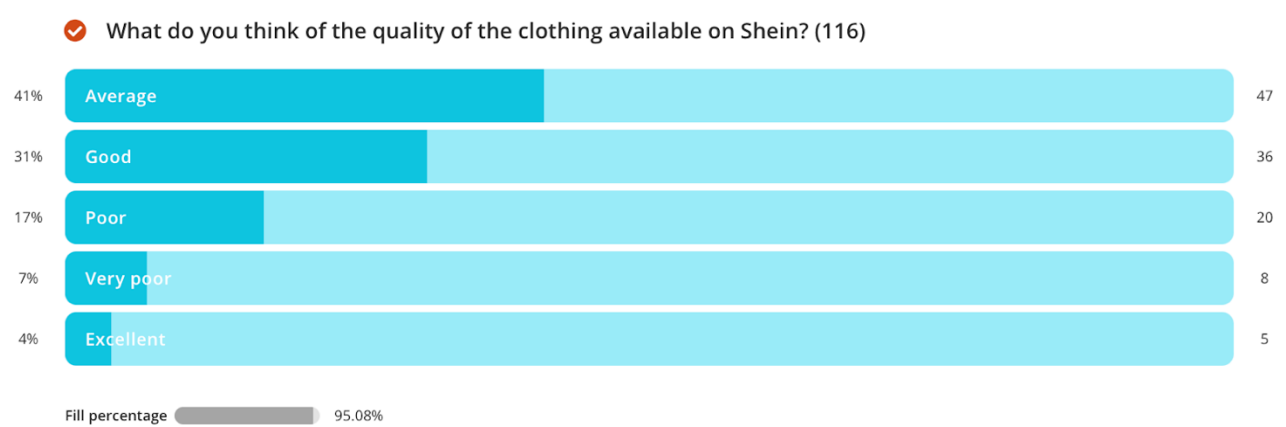 What do you think of the quality of the clothing available on Shein? (116)
41% Average 47
31% Good 36
17% Poor 20
7% Very poor 8
4% Excellent 5
Fill percentage 95.08%